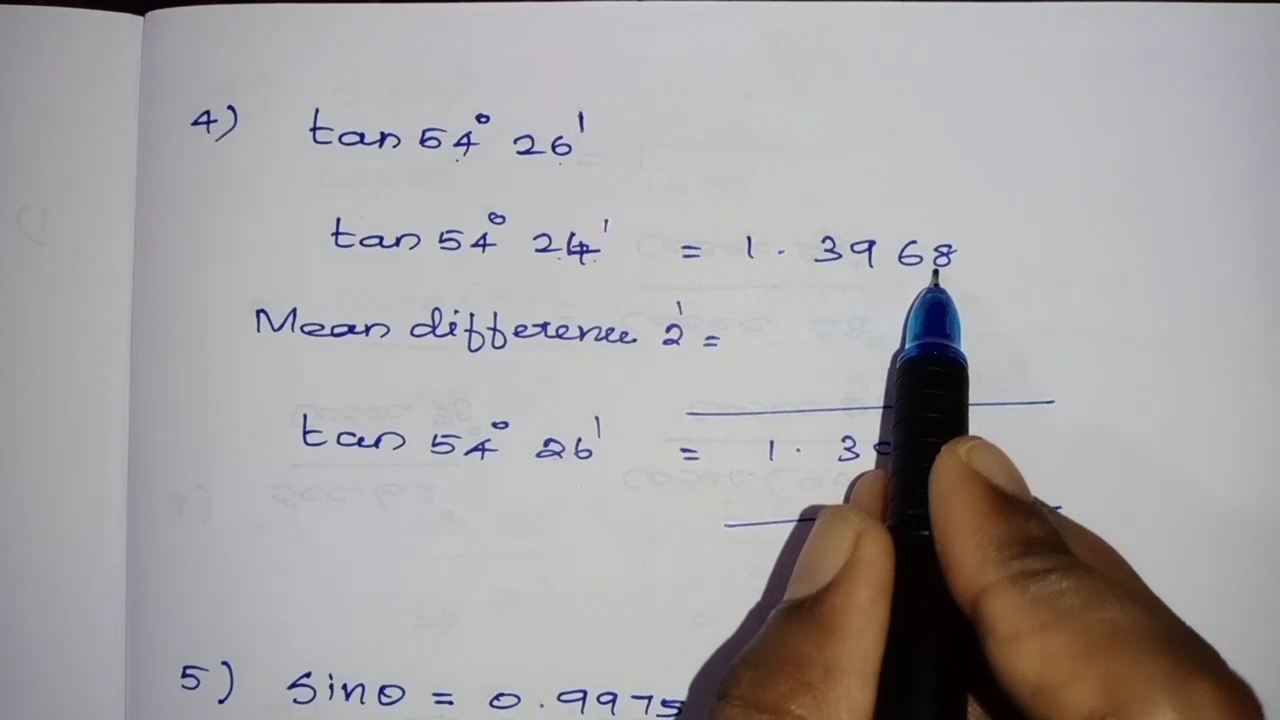 4) tan 54° 26'
tan 54° 24' = 1.3968
Mean difference 2' =
tan 54° 26' = 1.3
5) sinθ = 0.9975